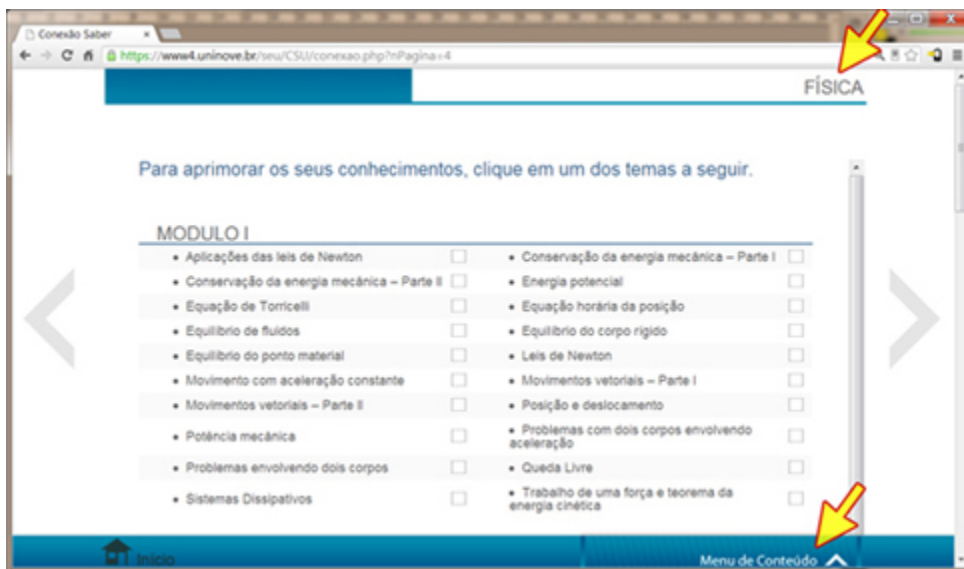 Conexão Saber
https://www4.uninove.br/seu/CSU/conexao.php?nPagina=4
FÍSICA
Para aprimorar os seus conhecimentos, clique em um dos temas a seguir.
MODULO I
• Aplicações das leis de Newton
• Conservação da energia mecânica – Parte I
• Conservação da energia mecânica – Parte II
• Energia potencial
• Equação de Torricelli
• Equação horária da posição
• Equilíbrio de fluidos
• Equilíbrio do corpo rígido
• Equilíbrio do ponto material
• Leis de Newton
• Movimento com aceleração constante
• Movimentos vetoriais – Parte I
• Movimentos vetoriais – Parte II
• Posição e deslocamento
• Potência mecânica
• Problemas com dois corpos envolvendo
aceleração
• Problemas envolvendo dois corpos
• Queda Livre
• Sistemas Dissipativos
• Trabalho de uma força e teorema da
energia cinética
Início
Menu de Conteúdo